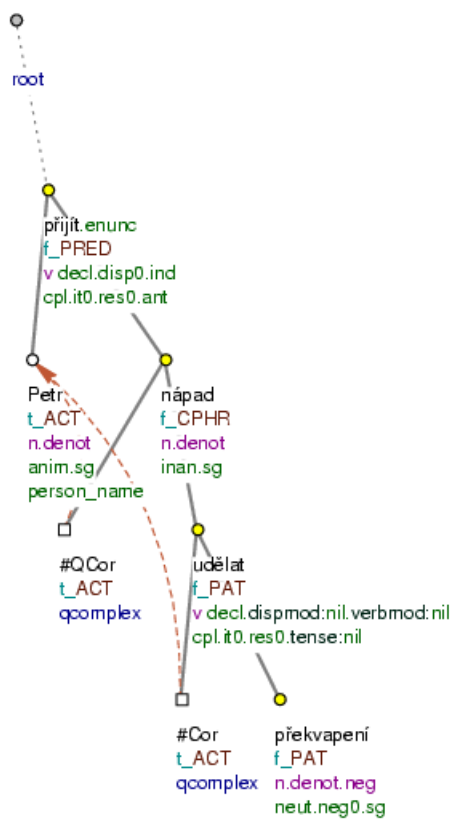 root
přijít.enunc
f_PRED
v decl.disp0.ind
cpl.it0.res0.ant
Petr
t_ACT
n.denot
anim.sg
person_name
nápad
f_CPHR
n.denot
inan.sg
#QCor
t_ACT
qcomplex
udělat
f_PAT
v decl.dispmod:nil.verbmod:nil
cpl.it0.res0.tense:nil
#Cor
t_ACT
qcomplex
překvapení
f_PAT
n.denot.neg
neut.neg0.sg